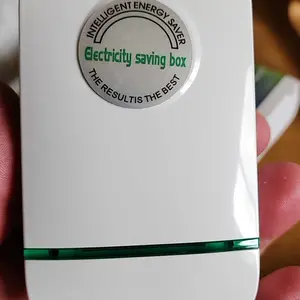 INTELLIGENT ENERGY SAVER
Electricity saving box
THE RESULTIS THE BEST